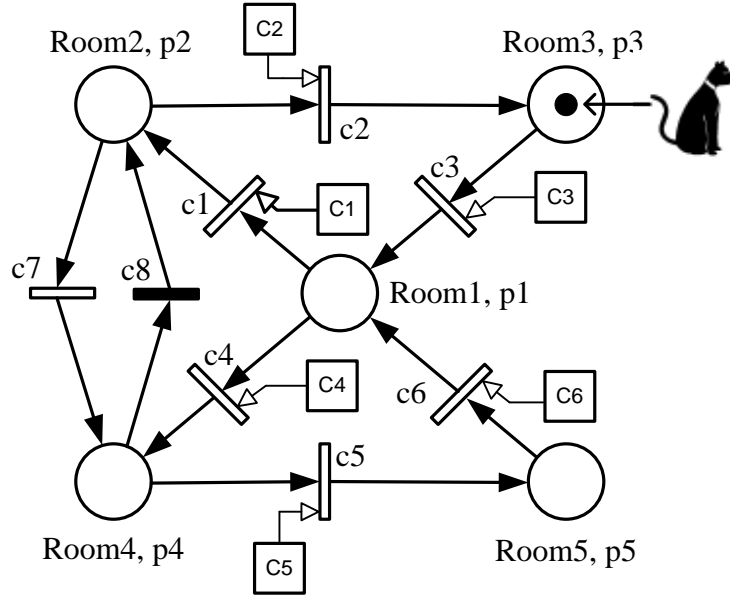 Room2, p2
C2
Room3, p3
c2
c3
c1
C1
C3
c7
c8
Room1, p1
c4
C4
c6
C6
c5
Room4, p4
C5
Room5, p5